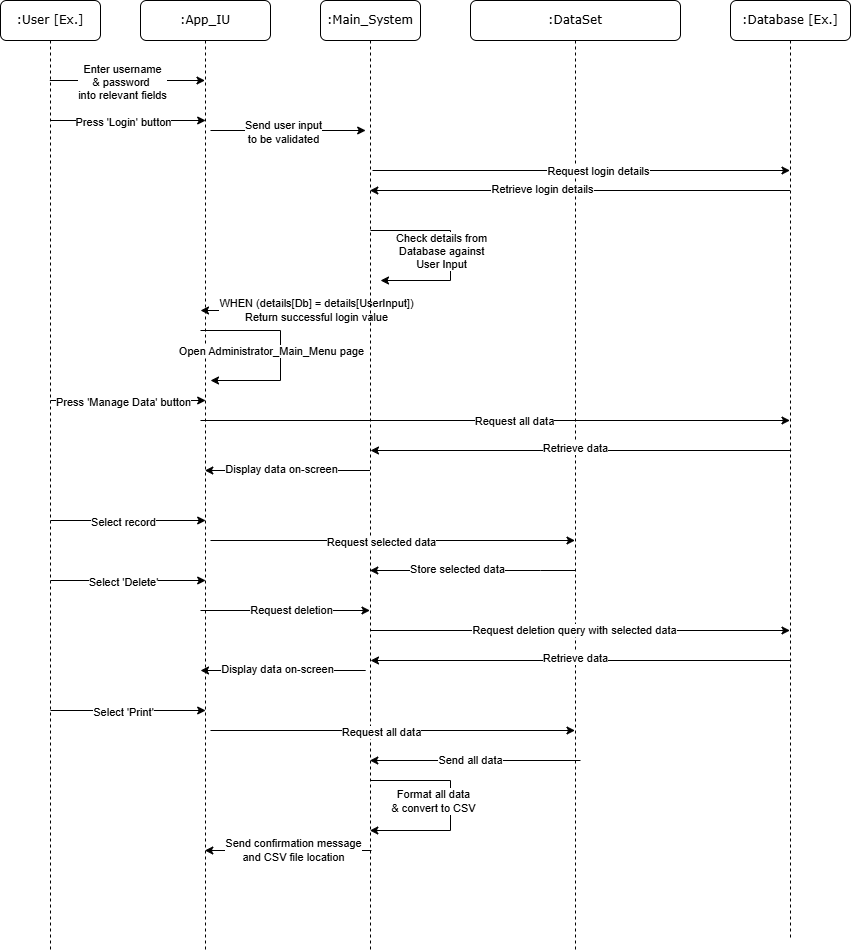 :User [Ex.]
:App_IU
:Main_System
:DataSet
:Database [Ex.]
Enter username
& password
into relevant fields
Press 'Login' button
Send user input
to be validated
Request login details
Retrieve login details
Check details from
Database against
User Input
WHEN (details[Db] = details[UserInput])
Return successful login value
Open Administrator_Main_Menu page
Press 'Manage Data' button
Request all data
Retrieve data
Display data on-screen
Select record
Request selected data
Store selected data
Select 'Delete'
Request deletion
Request deletion query with selected data
Retrieve data
Display data on-screen
Select 'Print'
Request all data
Send all data
Format all data
& convert to CSV
Send confirmation message
and CSV file location